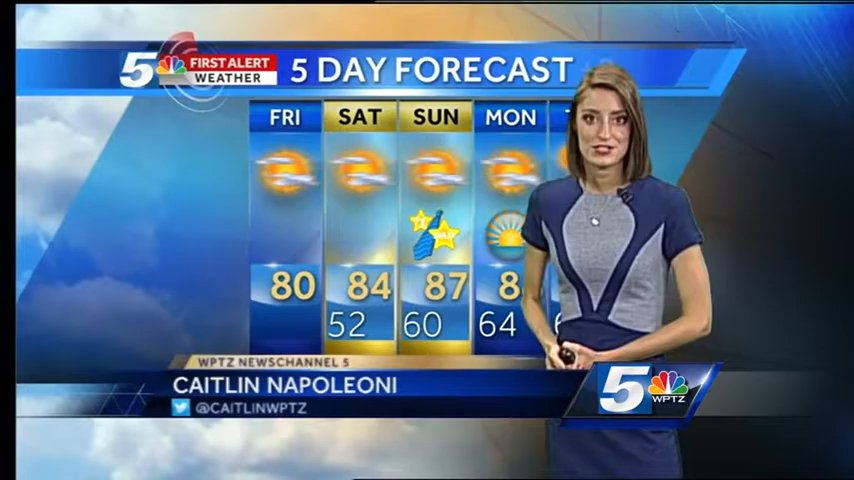 5 FIRST ALERT
WEATHER
5 DAY FORECAST
FRI SAT SUN MON
80 84 87
52 60 64
WPTZ NEWSCHANNEL 5
CAITLIN NAPOLEONI
@CAITLINWPTZ
5
WPTZ